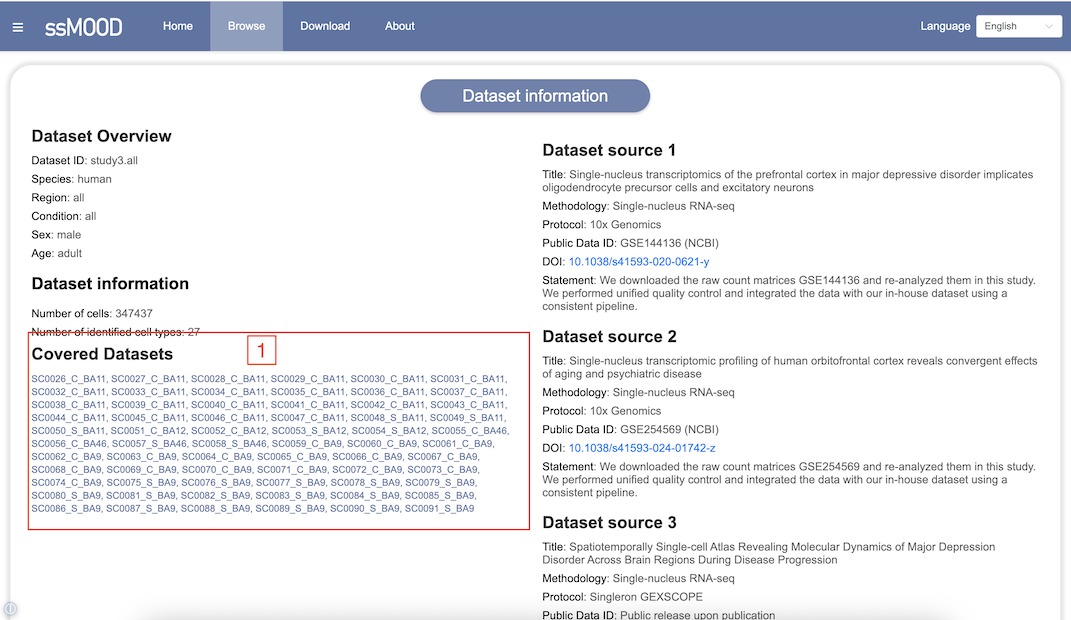 ssMOOD
Home
Browse
Download
About
Language
English
Dataset information
Dataset Overview
Dataset ID: study3.all
Species: human
Region: all
Condition: all
Sex: male
Age: adult
Dataset information
Number of cells: 347437
Number of identified cell types: 27
1
Covered Datasets
SC0026_C_BA11, SC0027_C_BA11, SC0028_C_BA11, SC0029_C_BA11, SC0030_C_BA11, SC0031_C_BA11,
SC0032_C_BA11, SC0033_C_BA11, SC0034_C_BA11, SC0035_C_BA11, SC0036_C_BA11, SC0037_C_BA11,
SC0038_C_BA11, SC0039_C_BA11, SC0040_C_BA11, SC0041_C_BA11, SC0042_C_BA11, SC0043_C_BA11,
SC0044_C_BA11, SC0045_C_BA11, SC0046_C_BA11, SC0047_C_BA11, SC0048_S_BA11, SC0049_S_BA11,
SC0050_S_BA11, SC0051_C_BA12, SC0052_C_BA12, SC0053_S_BA12, SC0054_S_BA12, SC0055_C_BA46,
SC0056_C_BA46, SC0057_S_BA46, SC0058_S_BA46, SC0059_C_BA9, SC0060_C_BA9, SC0061_C_BA9,
SC0062_C_BA9, SC0063_C_BA9, SC0064_C_BA9, SC0065_C_BA9, SC0066_C_BA9, SC0067_C_BA9,
SC0068_C_BA9, SC0069_C_BA9, SC0070_C_BA9, SC0071_C_BA9, SC0072_C_BA9, SC0073_C_BA9,
SC0074_C_BA9, SC0075_S_BA9, SC0076_S_BA9, SC0077_S_BA9, SC0078_S_BA9, SC0079_S_BA9,
SC0080_S_BA9, SC0081_S_BA9, SC0082_S_BA9, SC0083_S_BA9, SC0084_S_BA9, SC0085_S_BA9,
SC0086_S_BA9, SC0087_S_BA9, SC0088_S_BA9, SC0089_S_BA9, SC0090_S_BA9, SC0091_S_BA9
Dataset source 1
Title: Single-nucleus transcriptomics of the prefrontal cortex in major depressive disorder implicates
oligodendrocyte precursor cells and excitatory neurons
Methodology: Single-nucleus RNA-seq
Protocol: 10x Genomics
Public Data ID: GSE144136 (NCBI)
DOI: 10.1038/s41593-020-0621-y
Statement: We downloaded the raw count matrices GSE144136 and re-analyzed them in this study.
We performed unified quality control and integrated the data with our in-house dataset using a
consistent pipeline.
Dataset source 2
Title: Single-nucleus transcriptomic profiling of human orbitofrontal cortex reveals convergent effects
of aging and psychiatric disease
Methodology: Single-nucleus RNA-seq
Protocol: 10x Genomics
Public Data ID: GSE254569 (NCBI)
DOI: 10.1038/s41593-024-01742-z
Statement: We downloaded the raw count matrices GSE254569 and re-analyzed them in this study.
We performed unified quality control and integrated the data with our in-house dataset using a
consistent pipeline.
Dataset source 3
Title: Spatiotemporally Single-cell Atlas Revealing Molecular Dynamics of Major Depression
Disorder Across Brain Regions During Disease Progression
Methodology: Single-nucleus RNA-seq
Protocol: Singleron GEXSCOPE
Public Data ID: Public release upon publication